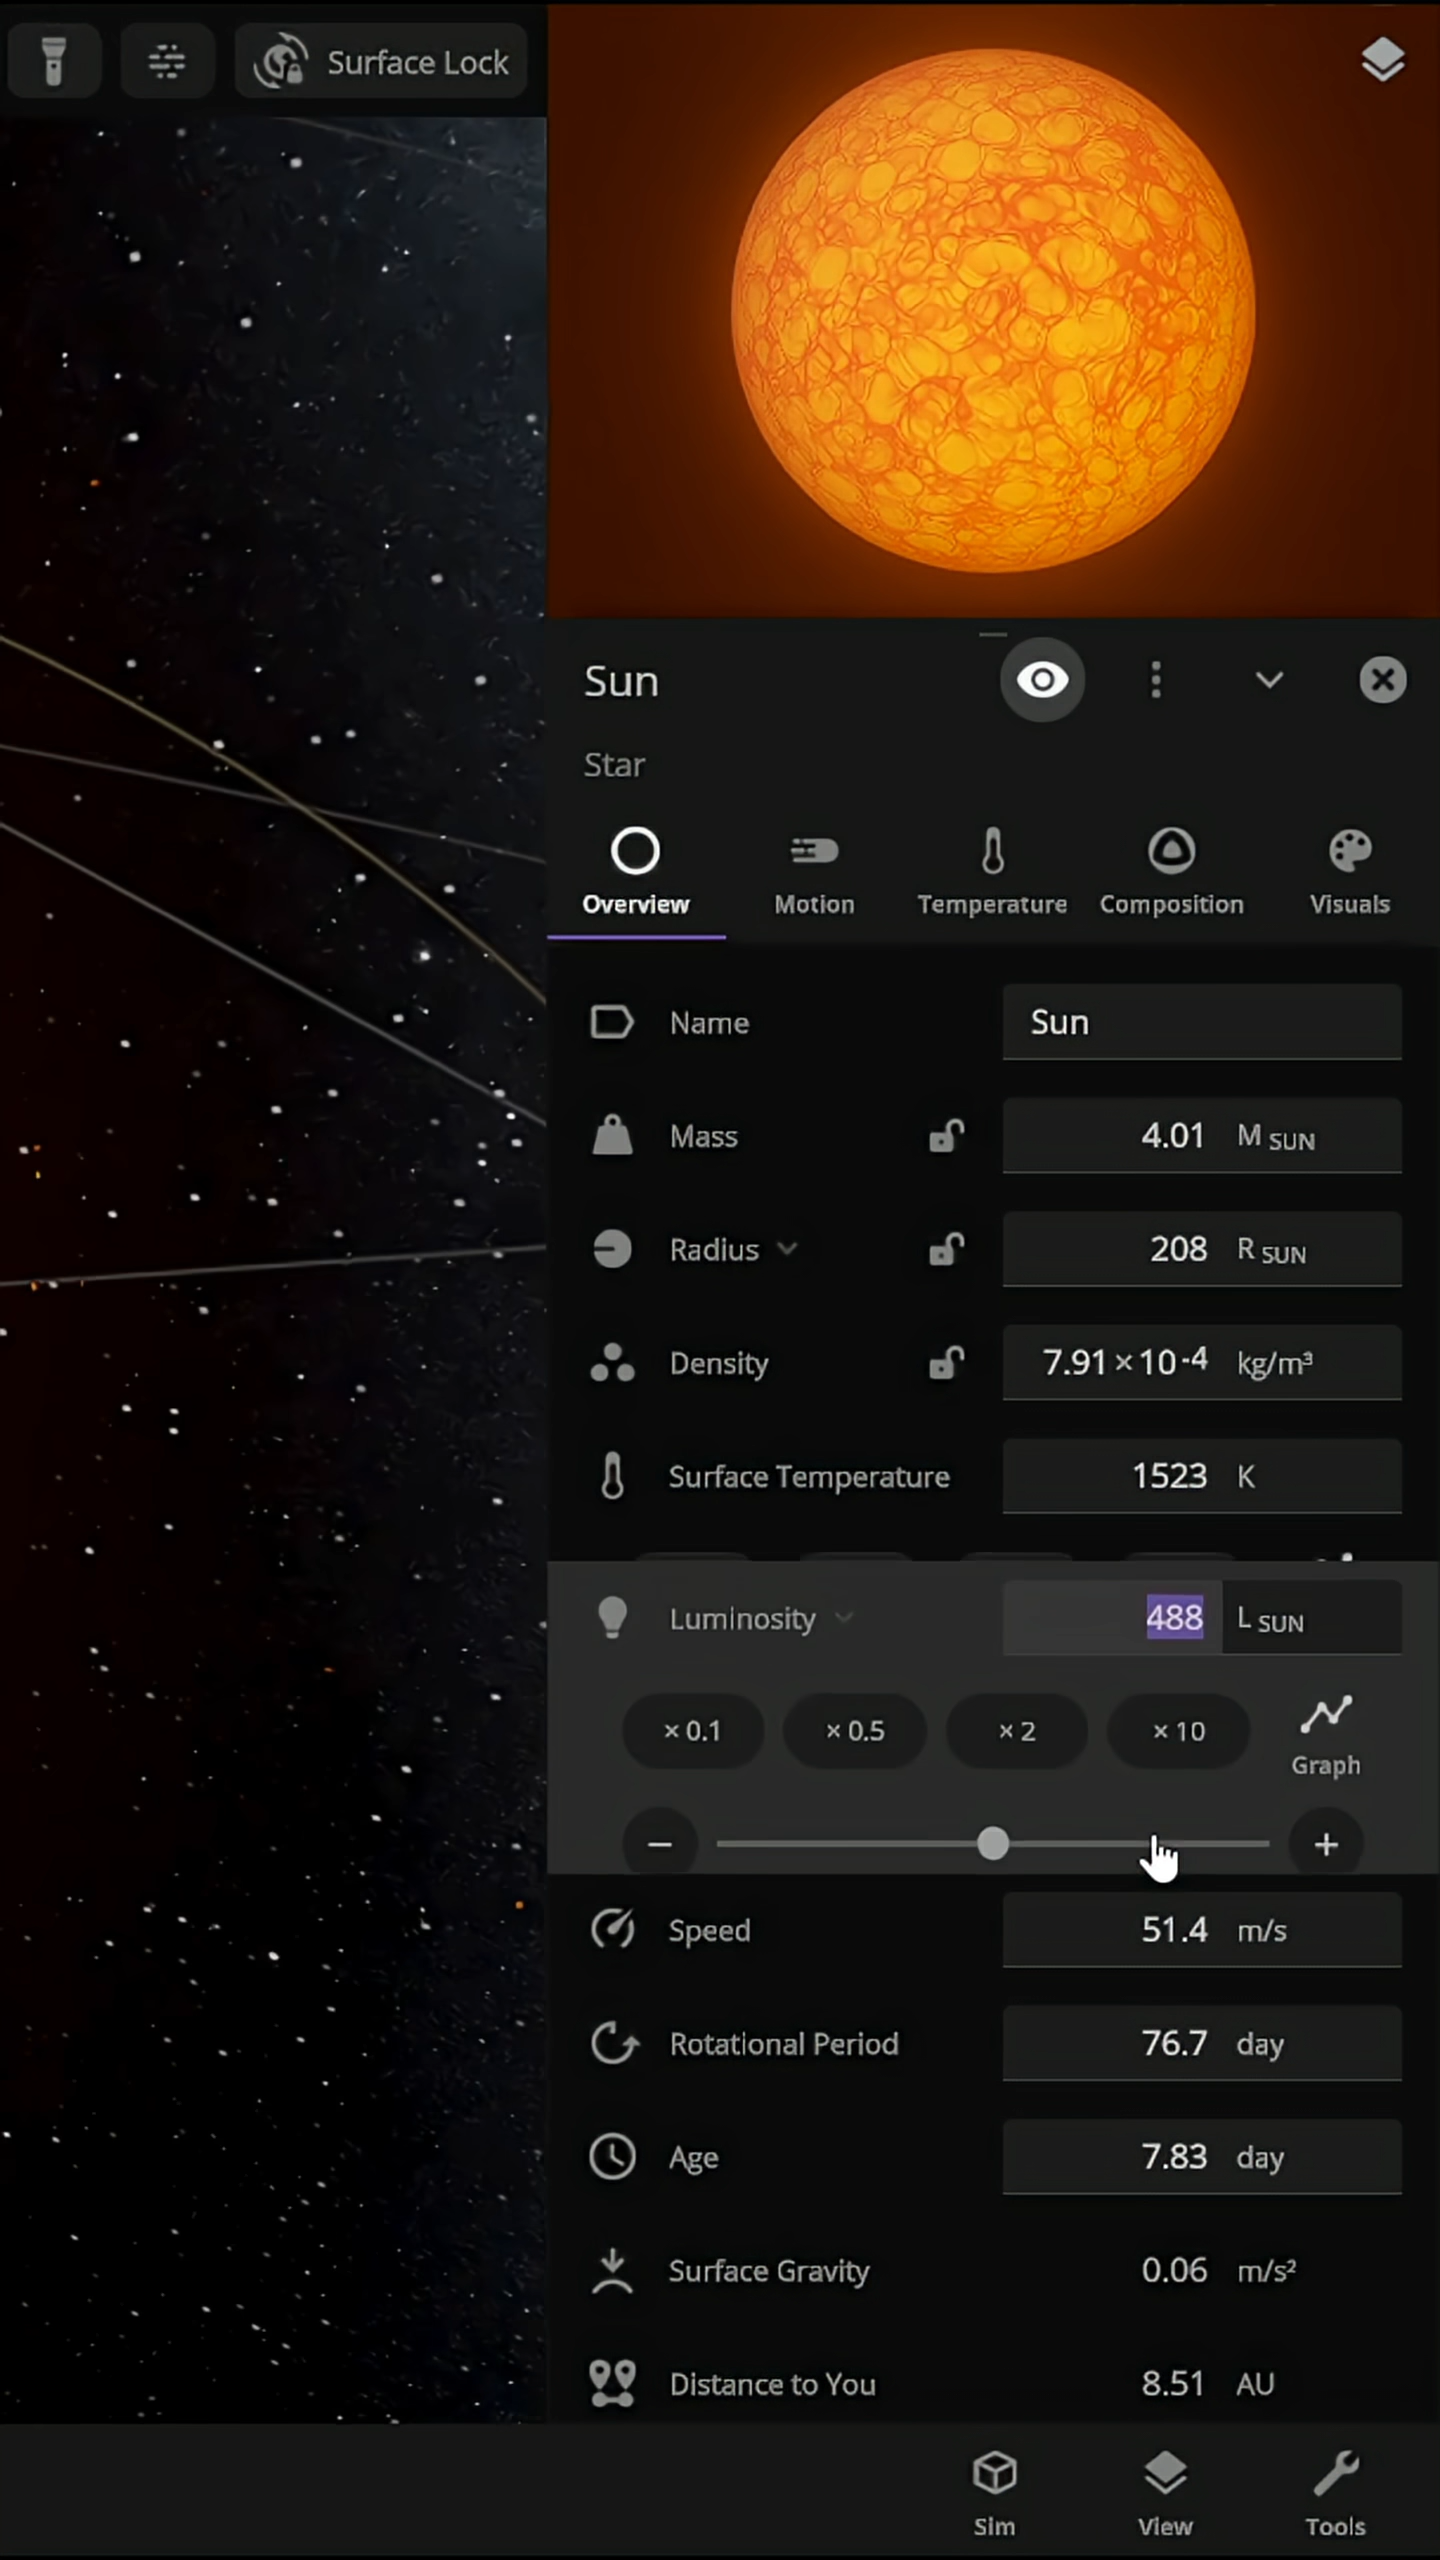 Surface Lock
Sun
Star
Overview Motion Temperature Composition Visuals
Name Sun
Mass 4.01 M SUN
Radius 208 R SUN
Density 7.91×10-4 kg/m³
Surface Temperature 1523 K
Luminosity 488 L SUN
× 0.1 × 0.5 × 2 × 10 Graph
Speed 51.4 m/s
Rotational Period 76.7 day
Age 7.83 day
Surface Gravity 0.06 m/s²
Distance to You 8.51 AU
Sim View Tools